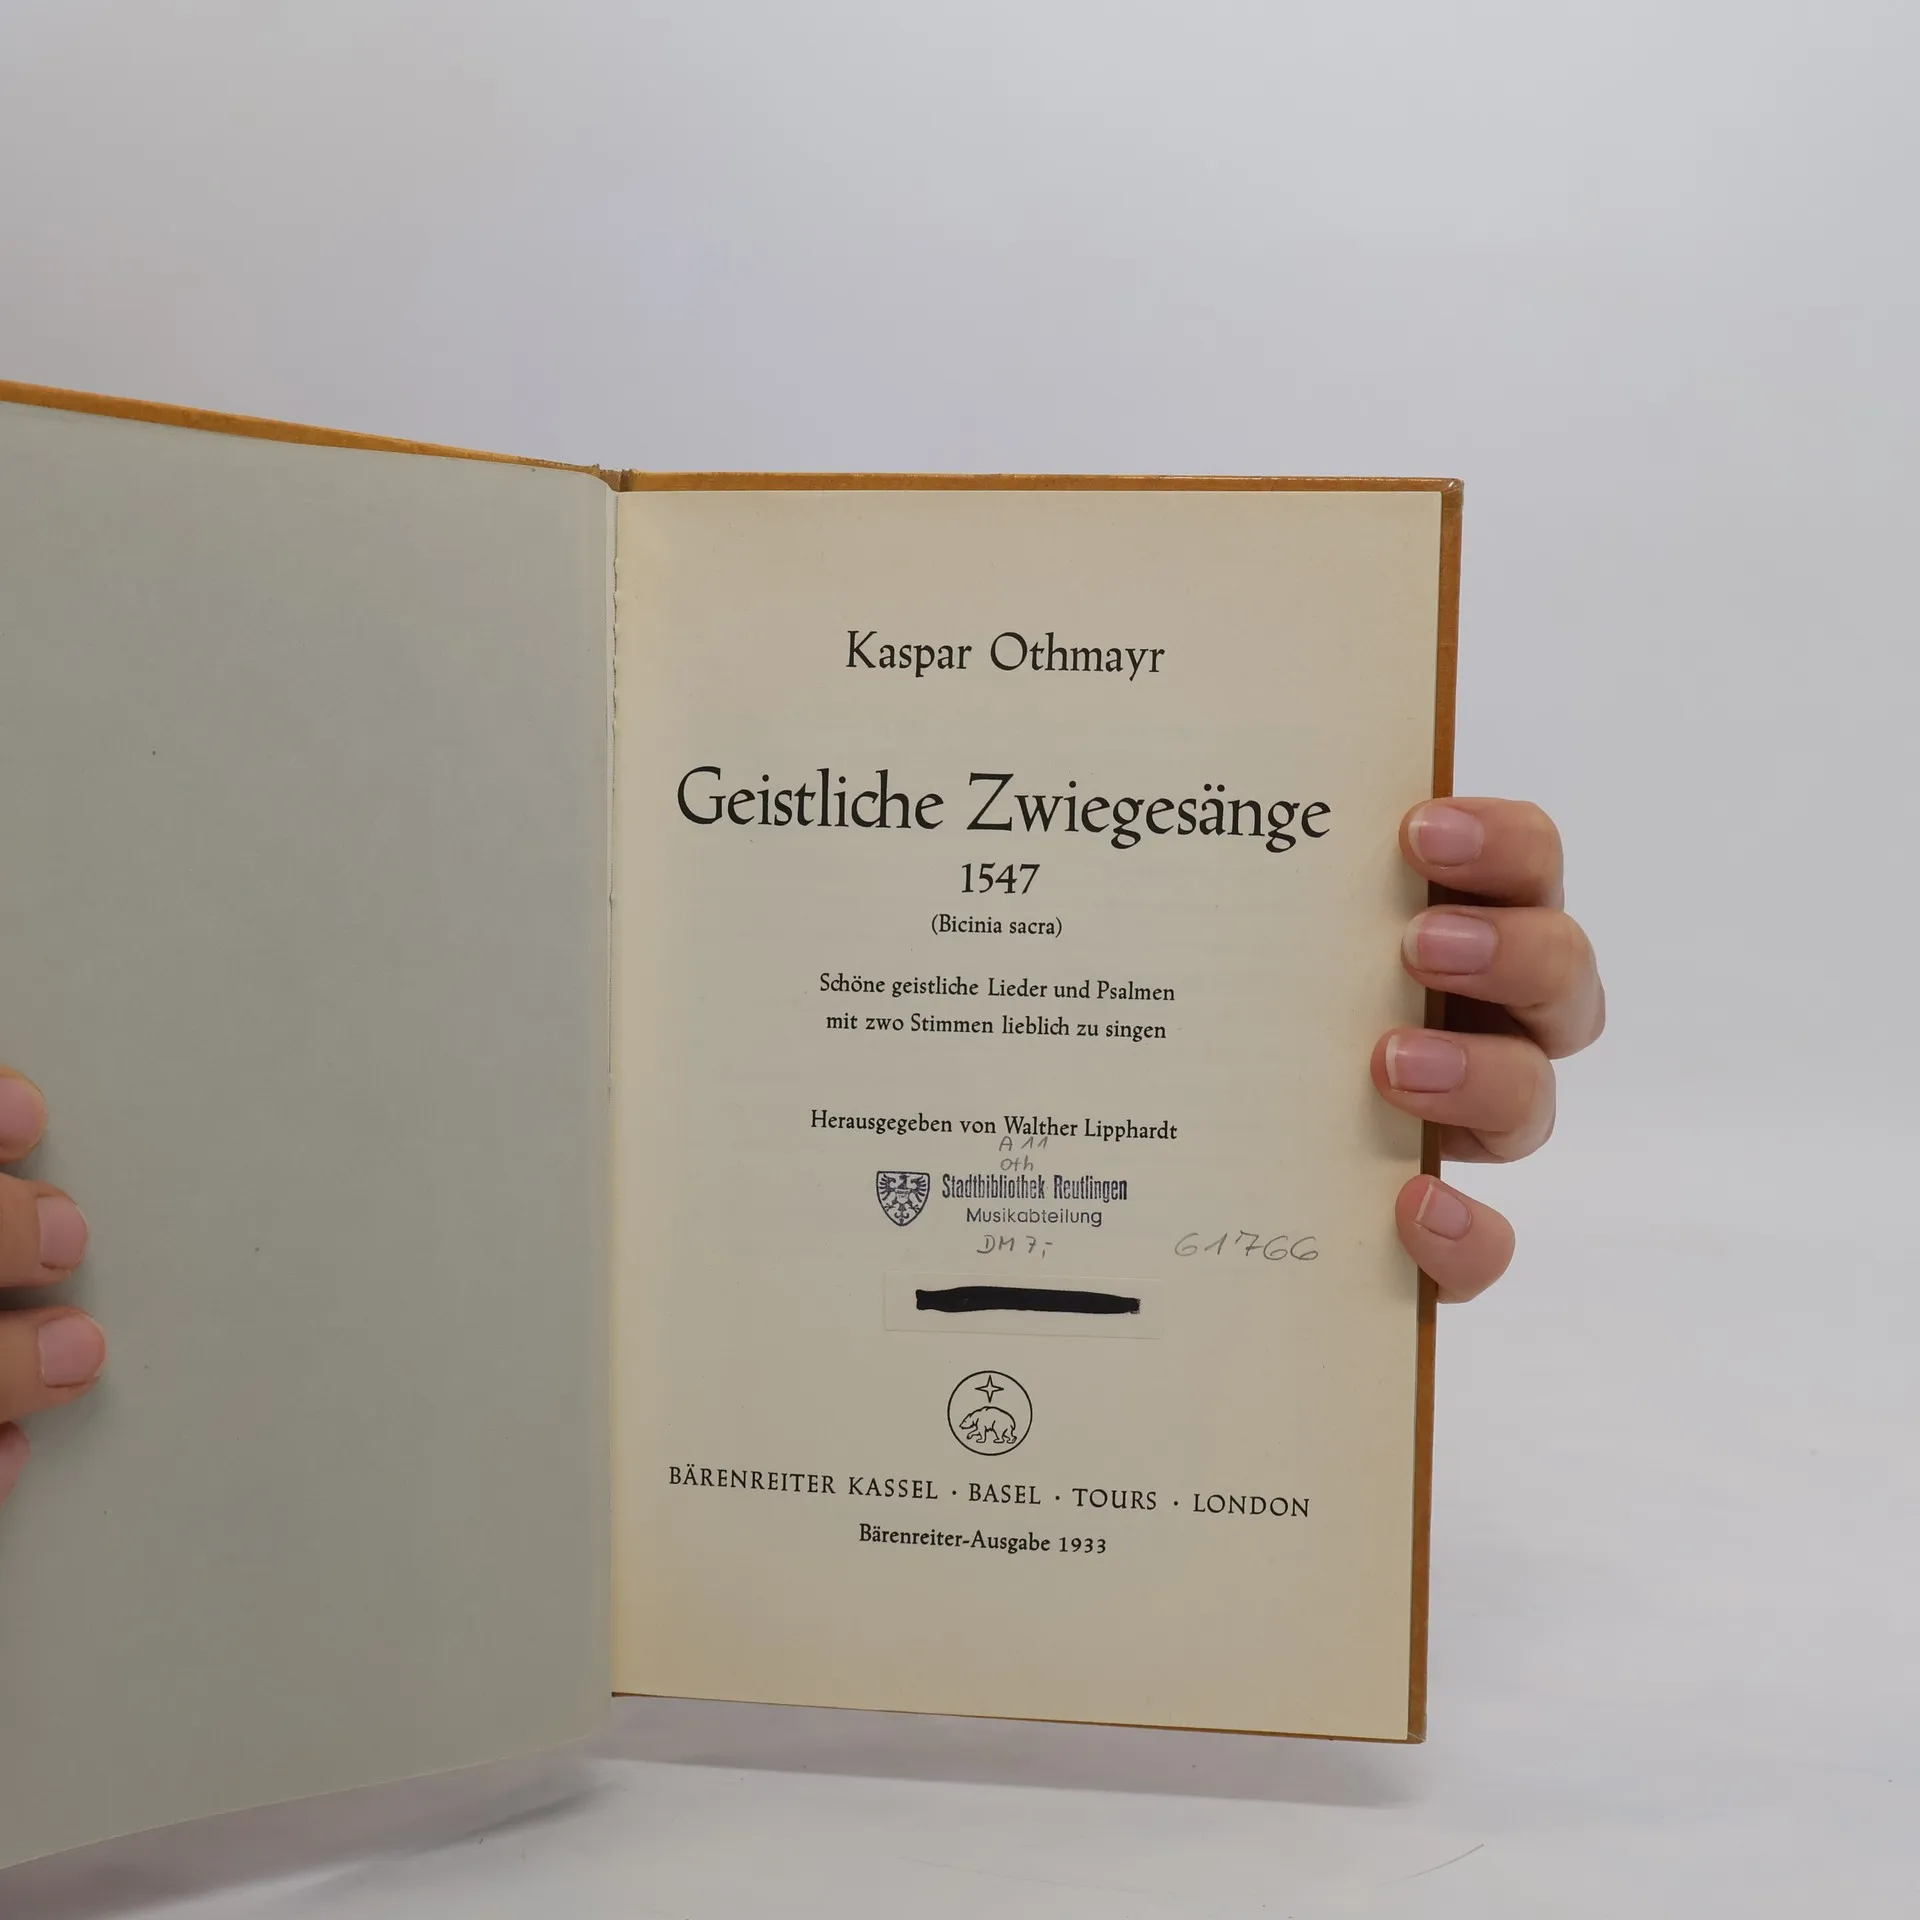 Kaspar Othmayr
Geistliche Zwiegesänge
1547
(Bicinia sacra)
Schöne geistliche Lieder und Psalmen
mit zwo Stimmen lieblich zu singen
Herausgegeben von Walther Lipphardt
A 11
Oth
Stadtbibliothek Reutlingen
Musikabteilung
DM 7,-
61766
BÄRENREITER KASSEL · BASEL · TOURS · LONDON
Bärenreiter-Ausgabe 1933